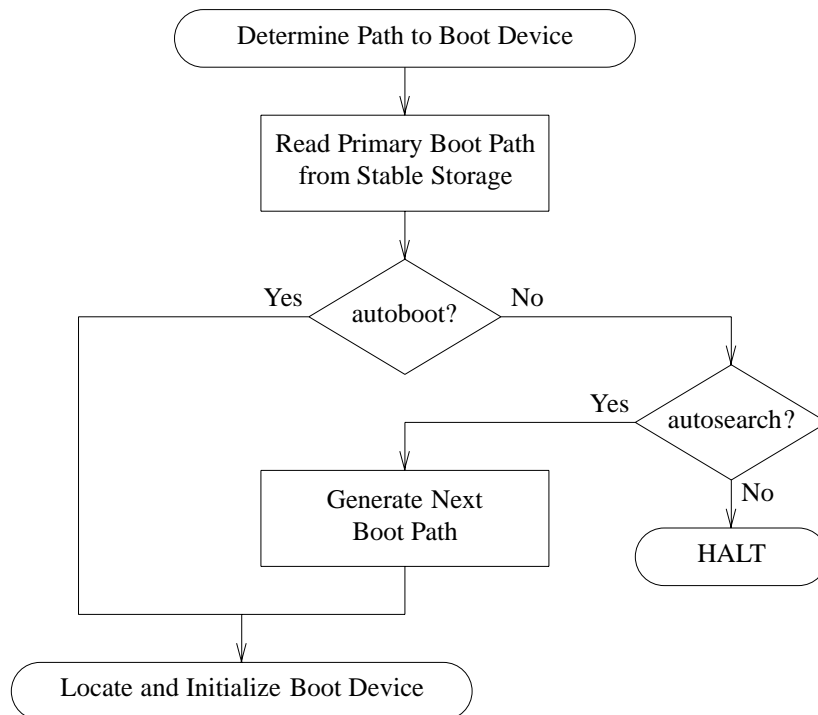 Determine Path to Boot Device
Read Primary Boot Path
from Stable Storage
Yes
autoboot?
No
Yes
autosearch?
Generate Next
Boot Path
No
HALT
Locate and Initialize Boot Device